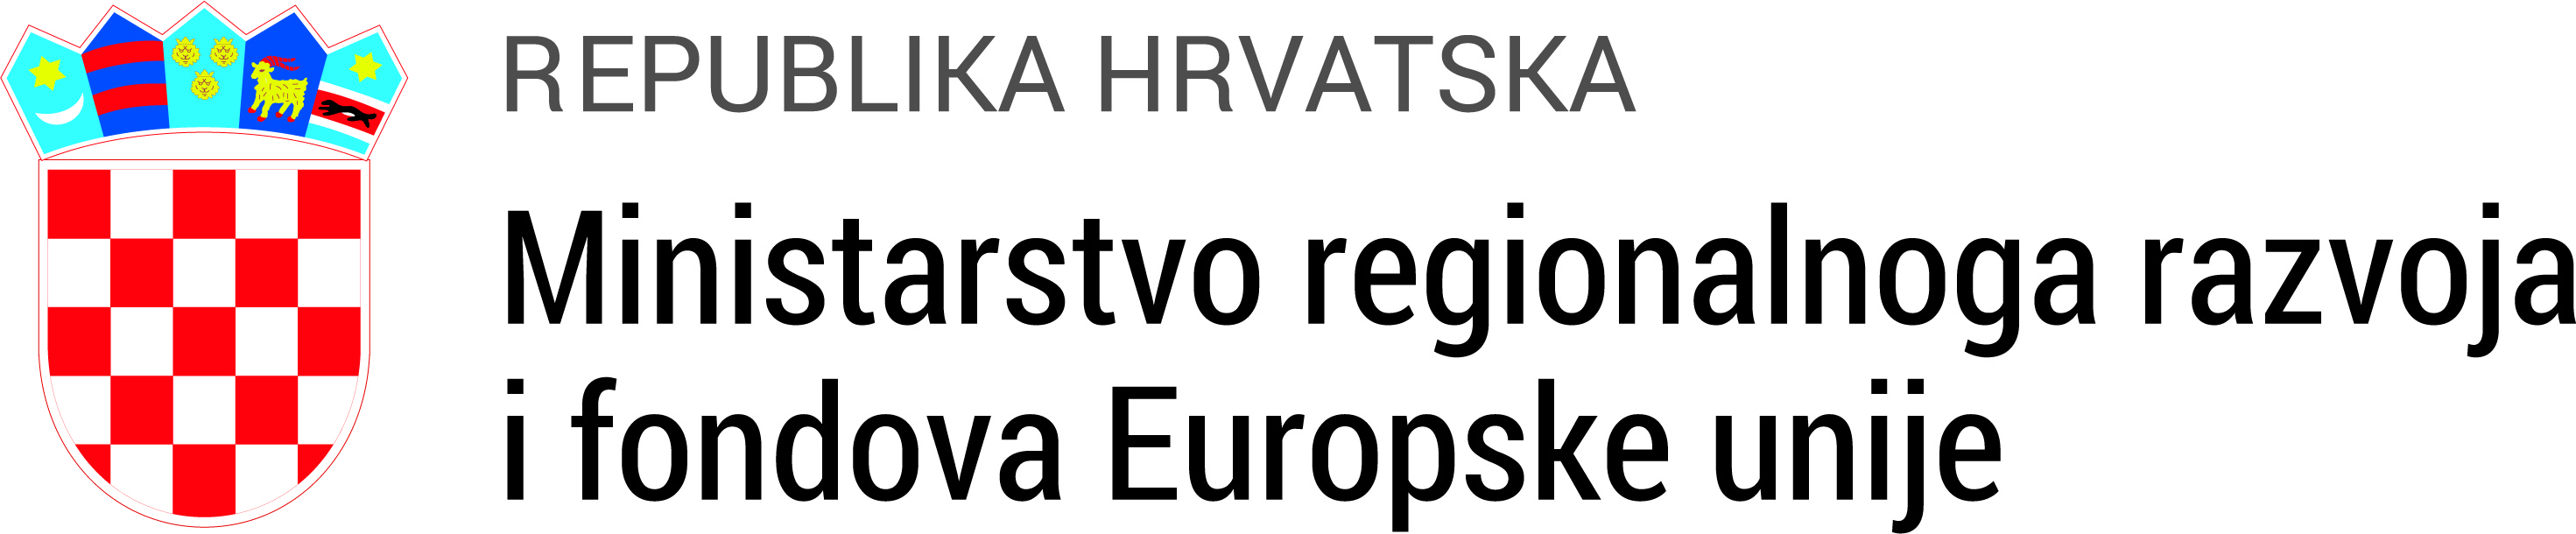 REPUBLIKA HRVATSKA
Ministarstvo regionalnoga razvoja
i fondova Europske unije